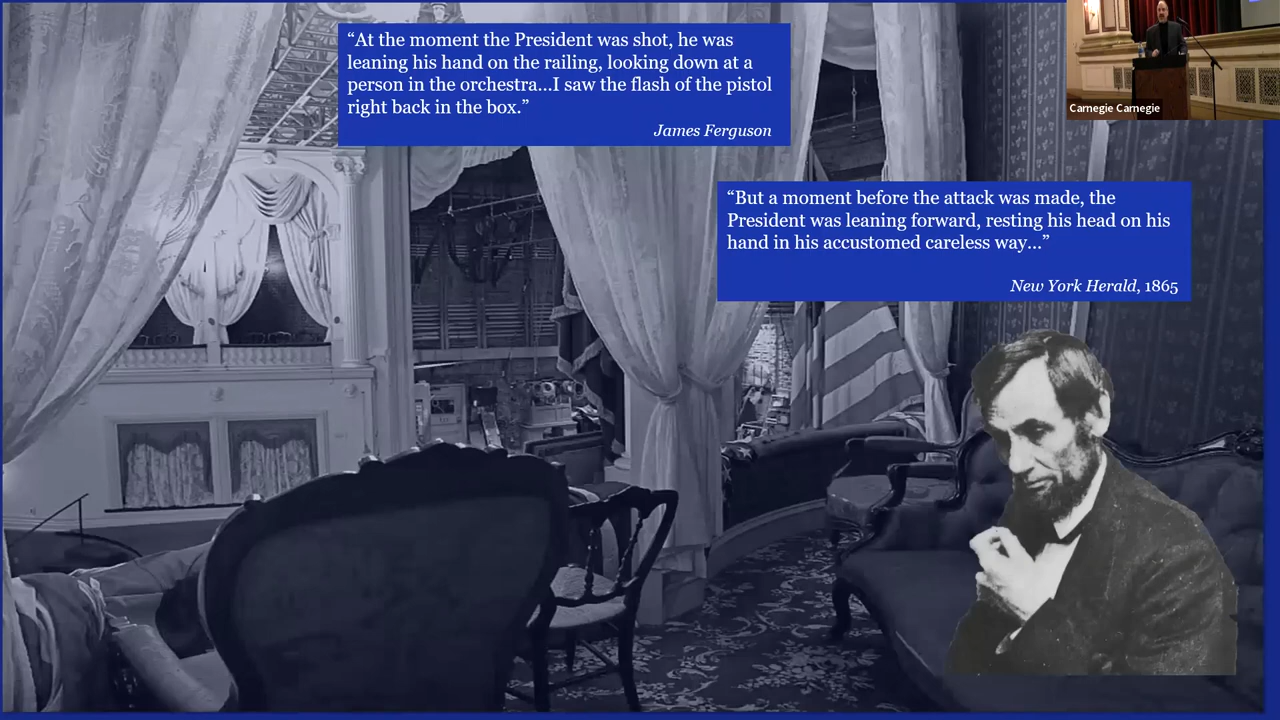 “At the moment the President was shot, he was
leaning his hand on the railing, looking down at a
person in the orchestra...I saw the flash of the pistol
right back in the box.”
James Ferguson
Carnegie Carnegie
“But a moment before the attack was made, the
President was leaning forward, resting his head on his
hand in his accustomed careless way...”
New York Herald, 1865